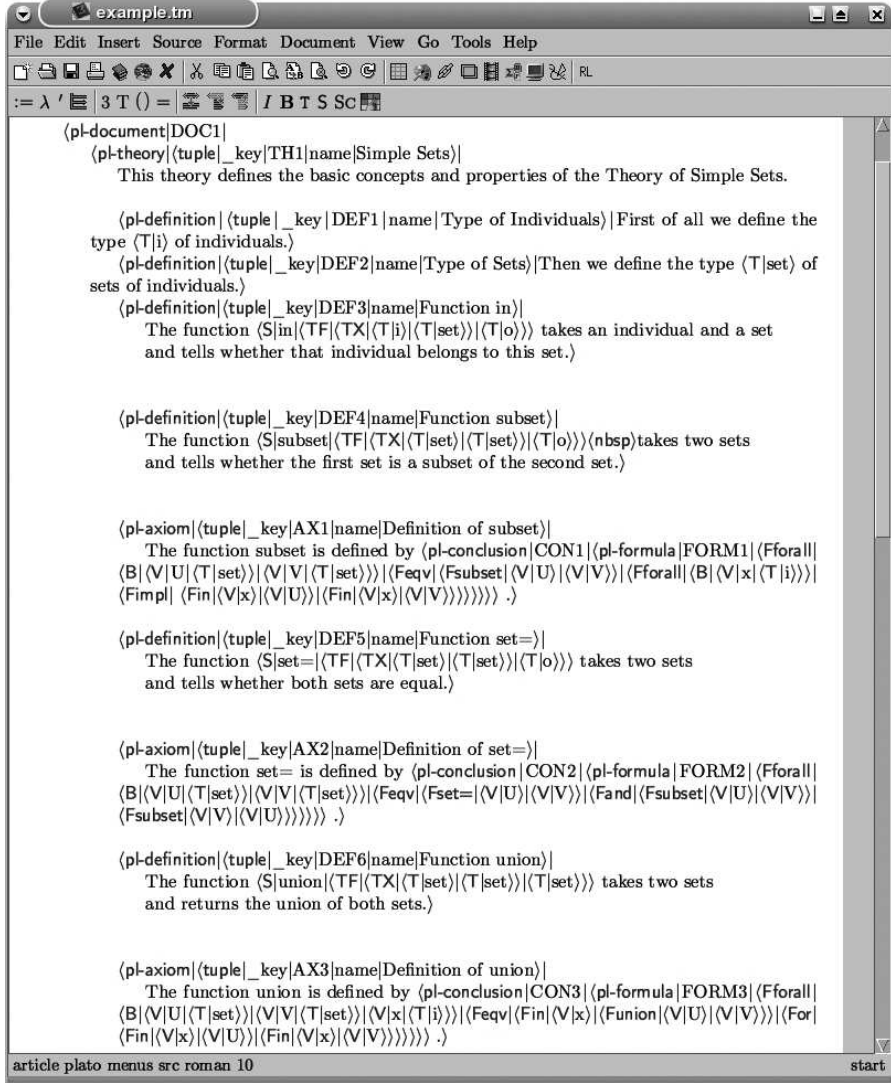 example.tm
File Edit Insert Source Format Document View Go Tools Help
RL
:= λ ′ 3 T () = I B T S SC
⟨pl-document|DOC1|
⟨pl-theory|⟨tuple|_key|TH1|name|Simple Sets⟩|
This theory defines the basic concepts and properties of the Theory of Simple Sets.
⟨pl-definition|⟨tuple|_key|DEF1|name|Type of Individuals⟩|First of all we define the
type ⟨T|i⟩ of individuals.⟩
⟨pl-definition|⟨tuple|_key|DEF2|name|Type of Sets⟩|Then we define the type ⟨T|set⟩ of
sets of individuals.⟩
⟨pl-definition|⟨tuple|_key|DEF3|name|Function in⟩|
The function ⟨S|in|⟨TF|⟨TX|⟨T|i⟩|⟨T|set⟩⟩|⟨T|o⟩⟩⟩ takes an individual and a set
and tells whether that individual belongs to this set.⟩
⟨pl-definition|⟨tuple|_key|DEF4|name|Function subset⟩|
The function ⟨S|subset|⟨TF|⟨TX|⟨T|set⟩|⟨T|set⟩⟩|⟨T|o⟩⟩⟩⟨nbsp⟩takes two sets
and tells whether the first set is a subset of the second set.⟩
⟨pl-axiom|⟨tuple|_key|AX1|name|Definition of subset⟩|
The function subset is defined by ⟨pl-conclusion|CON1|⟨pl-formula|FORM1|⟨Fforall|
⟨B|⟨V|U|⟨T|set⟩⟩|⟨V|V|⟨T|set⟩⟩⟩|⟨Feqv|⟨Fsubset|⟨V|U⟩|⟨V|V⟩⟩|⟨Fforall|⟨B|⟨V|x|⟨T|i⟩⟩⟩|
⟨Fimpl| ⟨Fin|⟨V|x⟩|⟨V|U⟩⟩|⟨Fin|⟨V|x⟩|⟨V|V⟩⟩⟩⟩⟩⟩⟩⟩ .⟩
⟨pl-definition|⟨tuple|_key|DEF5|name|Function set=⟩|
The function ⟨S|set=|⟨TF|⟨TX|⟨T|set⟩|⟨T|set⟩⟩|⟨T|o⟩⟩⟩ takes two sets
and tells whether both sets are equal.⟩
⟨pl-axiom|⟨tuple|_key|AX2|name|Definition of set=⟩|
The function set= is defined by ⟨pl-conclusion|CON2|⟨pl-formula|FORM2|⟨Fforall|
⟨B|⟨V|U|⟨T|set⟩⟩|⟨V|V|⟨T|set⟩⟩⟩|⟨Feqv|⟨Fset=|⟨V|U⟩|⟨V|V⟩⟩|⟨Fand|⟨Fsubset|⟨V|U⟩|⟨V|V⟩⟩|
⟨Fsubset|⟨V|V⟩|⟨V|U⟩⟩⟩⟩⟩⟩⟩ .⟩
⟨pl-definition|⟨tuple|_key|DEF6|name|Function union⟩|
The function ⟨S|union|⟨TF|⟨TX|⟨T|set⟩|⟨T|set⟩⟩|⟨T|set⟩⟩⟩ takes two sets
and returns the union of both sets.⟩
⟨pl-axiom|⟨tuple|_key|AX3|name|Definition of union⟩|
The function union is defined by ⟨pl-conclusion|CON3|⟨pl-formula|FORM3|⟨Fforall|
⟨B|⟨V|U|⟨T|set⟩⟩|⟨V|V|⟨T|set⟩⟩|⟨V|x|⟨T|i⟩⟩⟩|⟨Feqv|⟨Fin|⟨V|x⟩|⟨Funion|⟨V|U⟩|⟨V|V⟩⟩⟩|⟨For|
⟨Fin|⟨V|x⟩|⟨V|U⟩⟩|⟨Fin|⟨V|x⟩|⟨V|V⟩⟩⟩⟩⟩⟩⟩ .⟩
article plato menus src roman 10 start